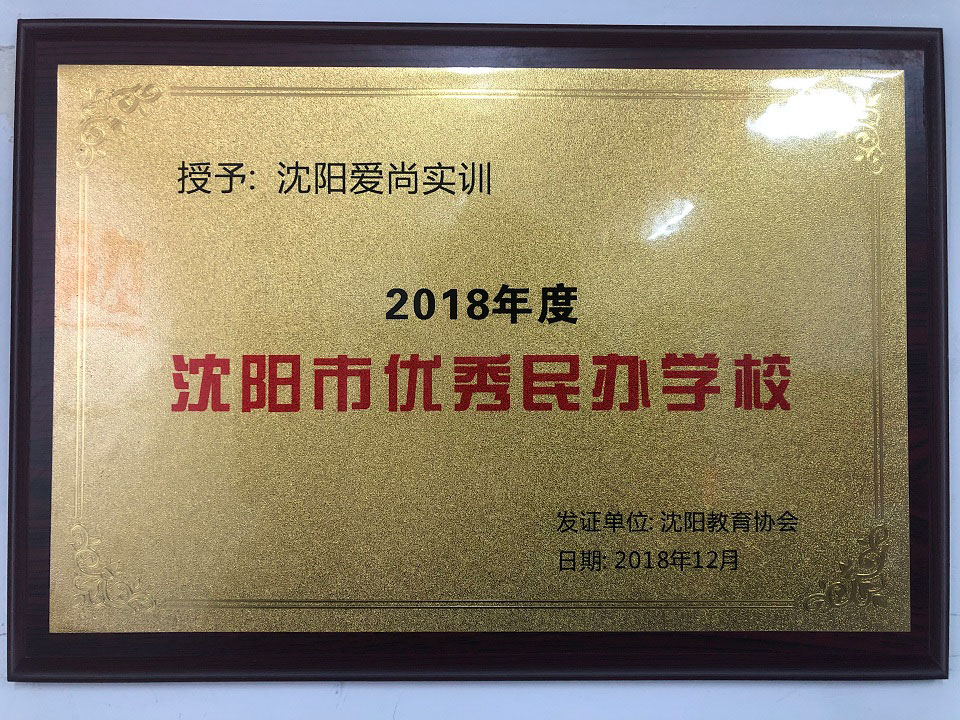 授予: 沈阳爱尚实训
2018年度
沈阳市优秀民办学校
发证单位: 沈阳教育协会
日期: 2018年12月